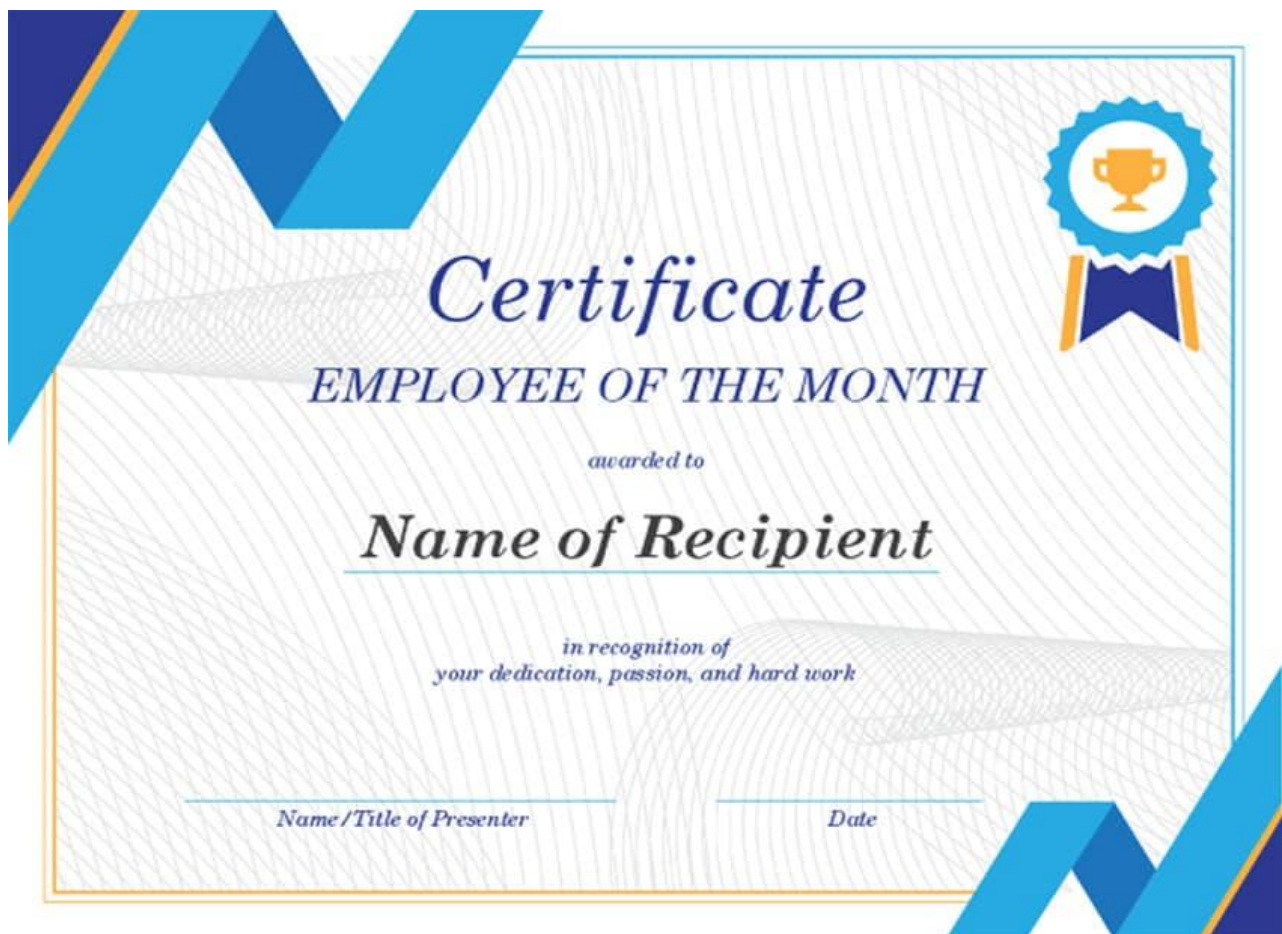 Certificate
EMPLOYEE OF THE MONTH
awarded to
Name of Recipient
in recognition of
your dedication, passion, and hard work
Name/Title of Presenter
Date